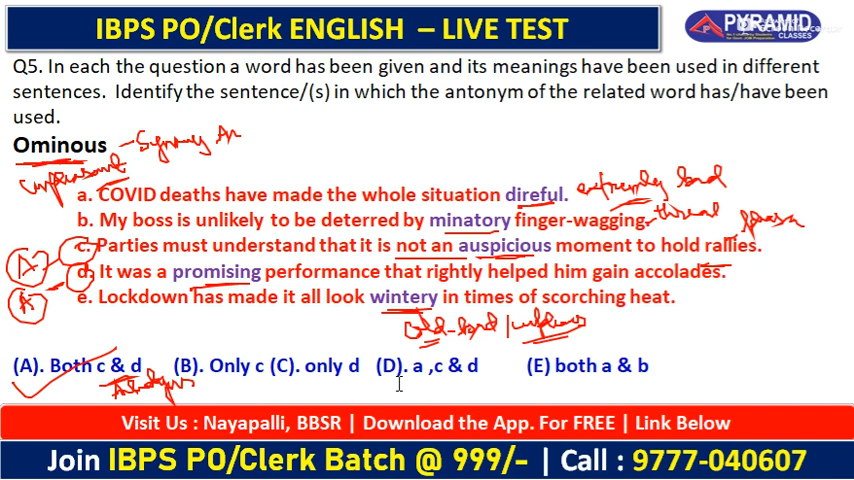 IBPS PO/Clerk ENGLISH – LIVE TEST
PYRAMID
CLASSES
Q5. In each the question a word has been given and its meanings have been used in different
sentences. Identify the sentence/(s) in which the antonym of the related word has/have been
used.
Ominous
unpleasant
a. COVID deaths have made the whole situation direful. extremely bad
b. My boss is unlikely to be deterred by minatory finger-wagging. threat
c. Parties must understand that it is not an auspicious moment to hold rallies.
A
d. It was a promising performance that rightly helped him gain accolades.
e. Lockdown has made it all look wintery in times of scorching heat.
(A). Both c & d (B). Only c (C). only d (D). a ,c & d (E) both a & b
Visit Us : Nayapalli, BBSR | Download the App. For FREE | Link Below
Join IBPS PO/Clerk Batch @ 999/- | Call : 9777-040607